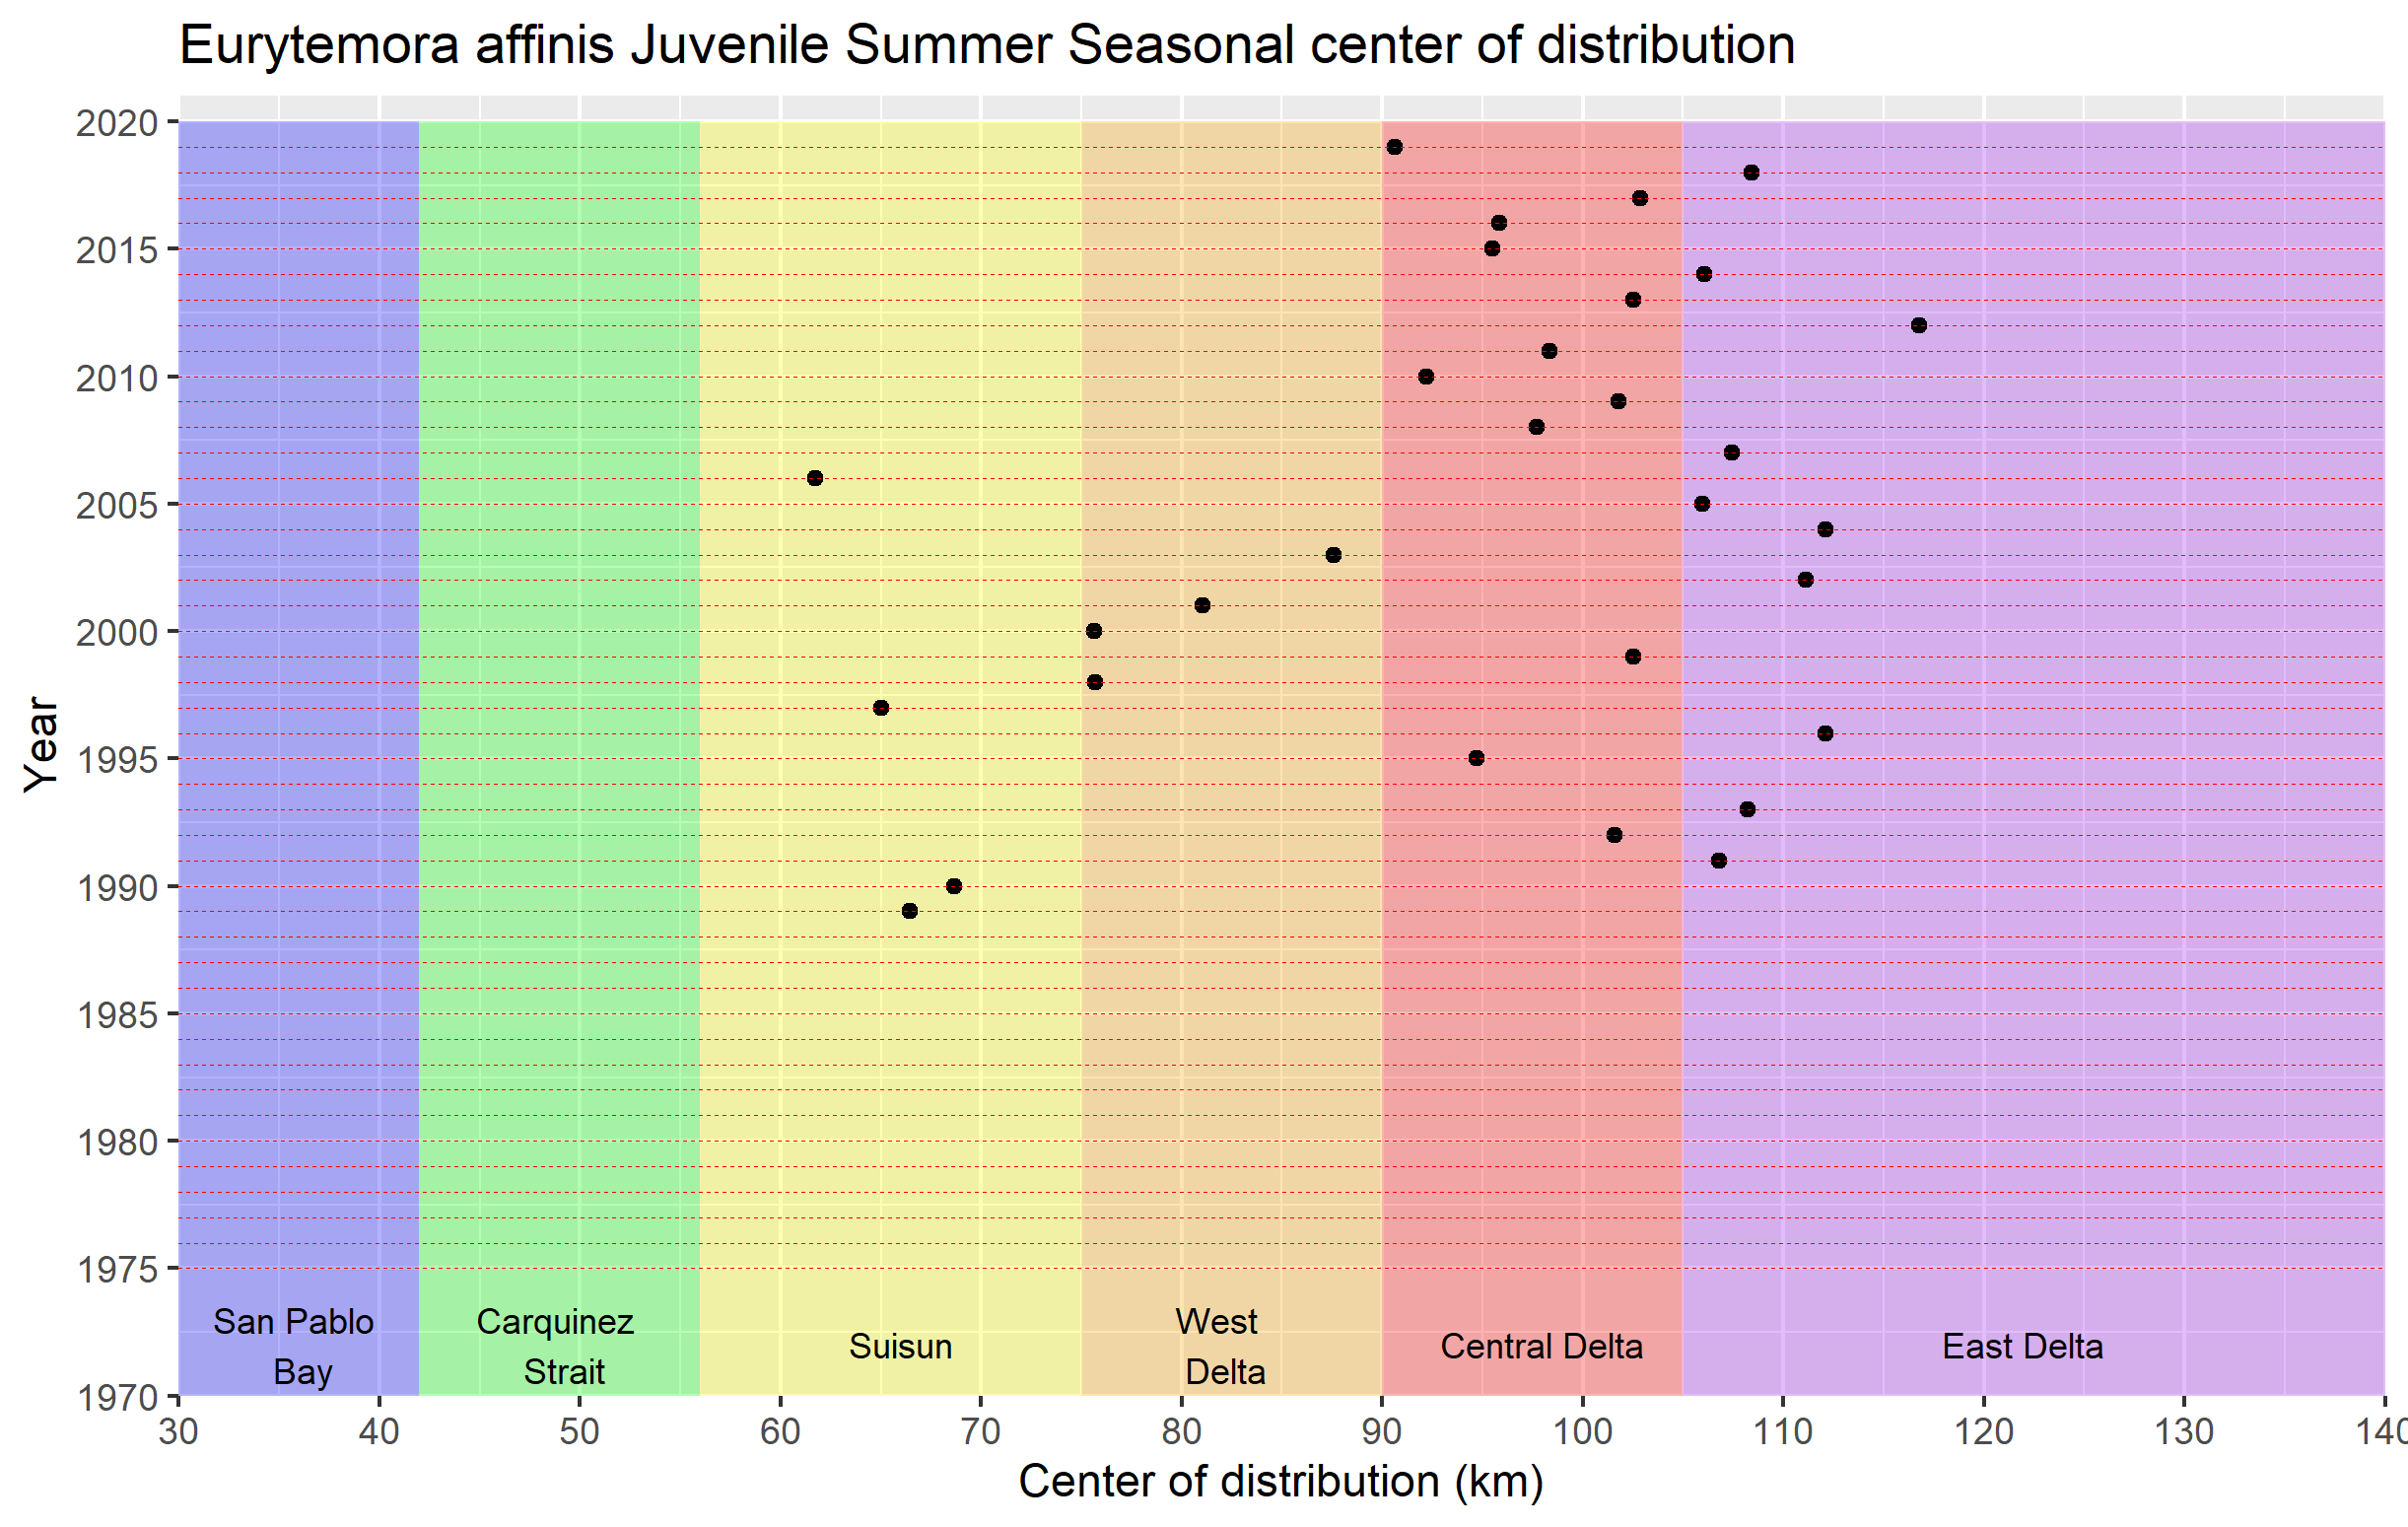 Eurytemora affinis Juvenile Summer Seasonal center of distribution
2020
2015
2010
2005
2000
1995
1990
1985
1980
1975
1970
Year
San Pablo
Bay
Carquinez
Strait
Suisun
West
Delta
Central Delta
East Delta
30 40 50 60 70 80 90 100 110 120 130 140
Center of distribution (km)